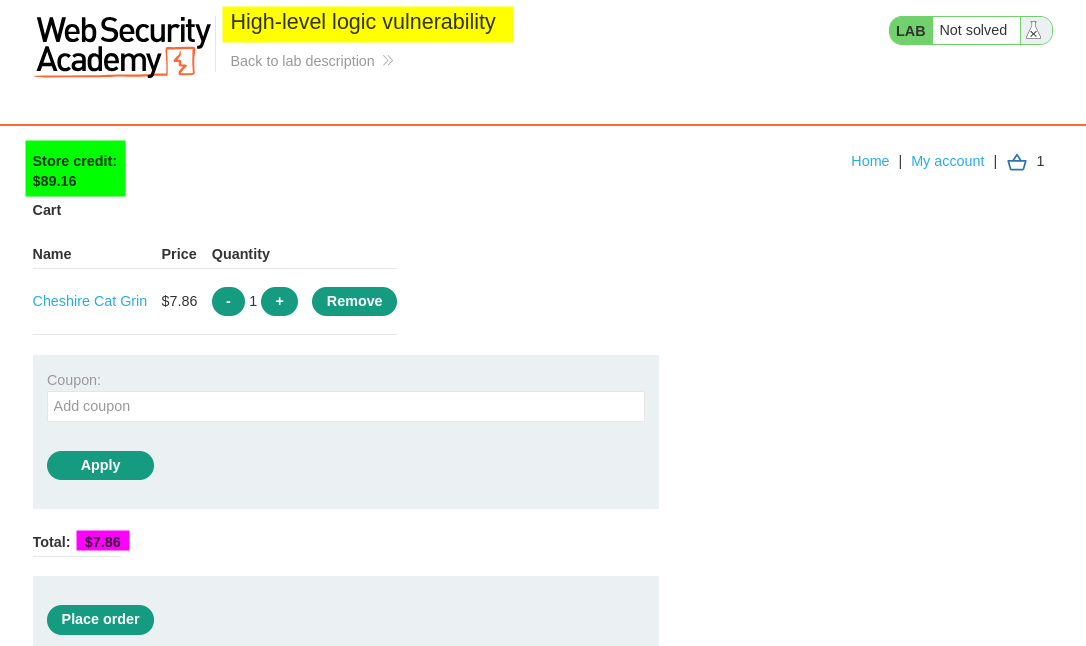 Web Security
Academy
High-level logic vulnerability
Back to lab description
LAB Not solved
Store credit:
$89.16
Home | My account | 1
Cart
Name Price Quantity
Cheshire Cat Grin $7.86 - 1 + Remove
Coupon:
Add coupon
Apply
Total: $7.86
Place order